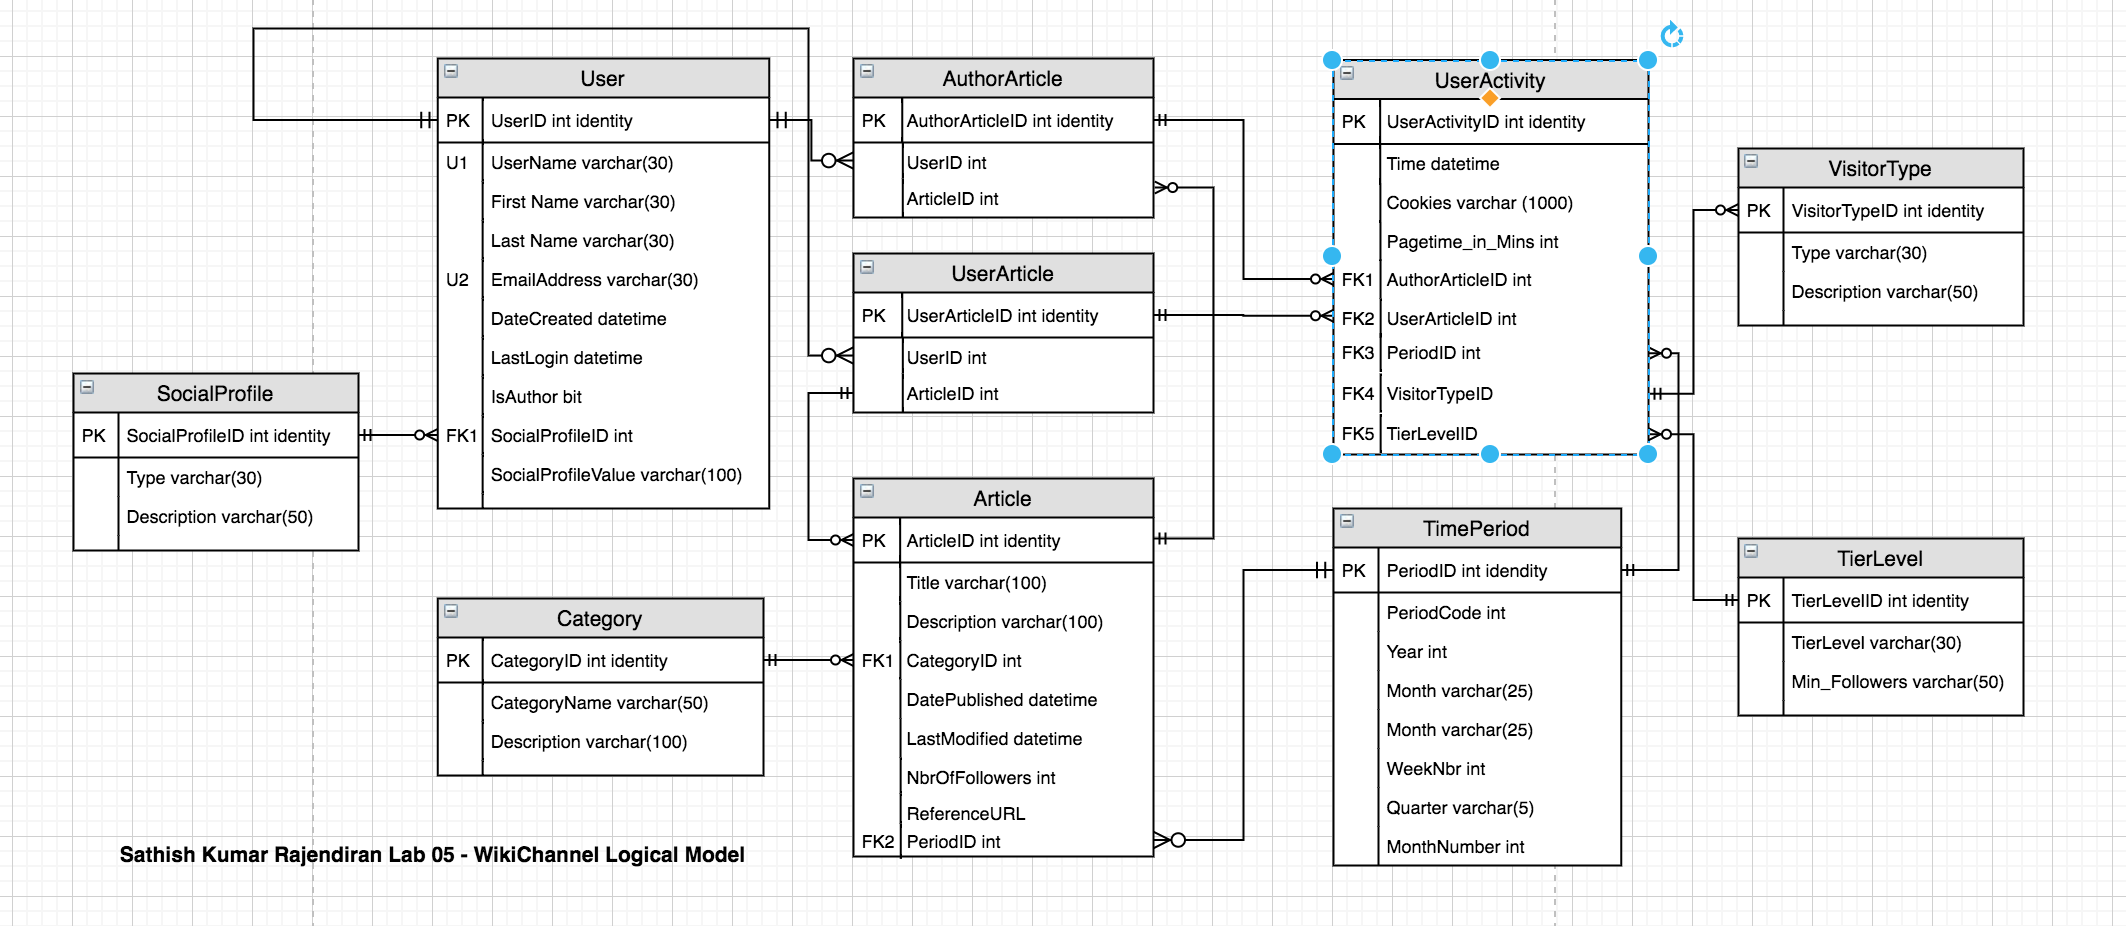 User
PK UserID int identity
U1 UserName varchar(30)
First Name varchar(30)
Last Name varchar(30)
U2 EmailAddress varchar(30)
DateCreated datetime
LastLogin datetime
IsAuthor bit
FK1 SocialProfileID int
SocialProfileValue varchar(100)
AuthorArticle
PK AuthorArticleID int identity
UserID int
ArticleID int
UserArticle
PK UserArticleID int identity
UserID int
ArticleID int
UserActivity
PK UserActivityID int identity
Time datetime
Cookies varchar (1000)
Pagetime_in_Mins int
FK1 AuthorArticleID int
FK2 UserArticleID int
FK3 PeriodID int
FK4 VisitorTypeID
FK5 TierLevelID
VisitorType
PK VisitorTypeID int identity
Type varchar(30)
Description varchar(50)
SocialProfile
PK SocialProfileID int identity
Type varchar(30)
Description varchar(50)
Article
PK ArticleID int identity
Title varchar(100)
Description varchar(100)
FK1 CategoryID int
DatePublished datetime
LastModified datetime
NbrOfFollowers int
ReferenceURL
FK2 PeriodID int
TimePeriod
PK PeriodID int idendity
PeriodCode int
Year int
Month varchar(25)
Month varchar(25)
WeekNbr int
Quarter varchar(5)
MonthNumber int
TierLevel
PK TierLevelID int identity
TierLevel varchar(30)
Min_Followers varchar(50)
Category
PK CategoryID int identity
CategoryName varchar(50)
Description varchar(100)
Sathish Kumar Rajendiran Lab 05 - WikiChannel Logical Model